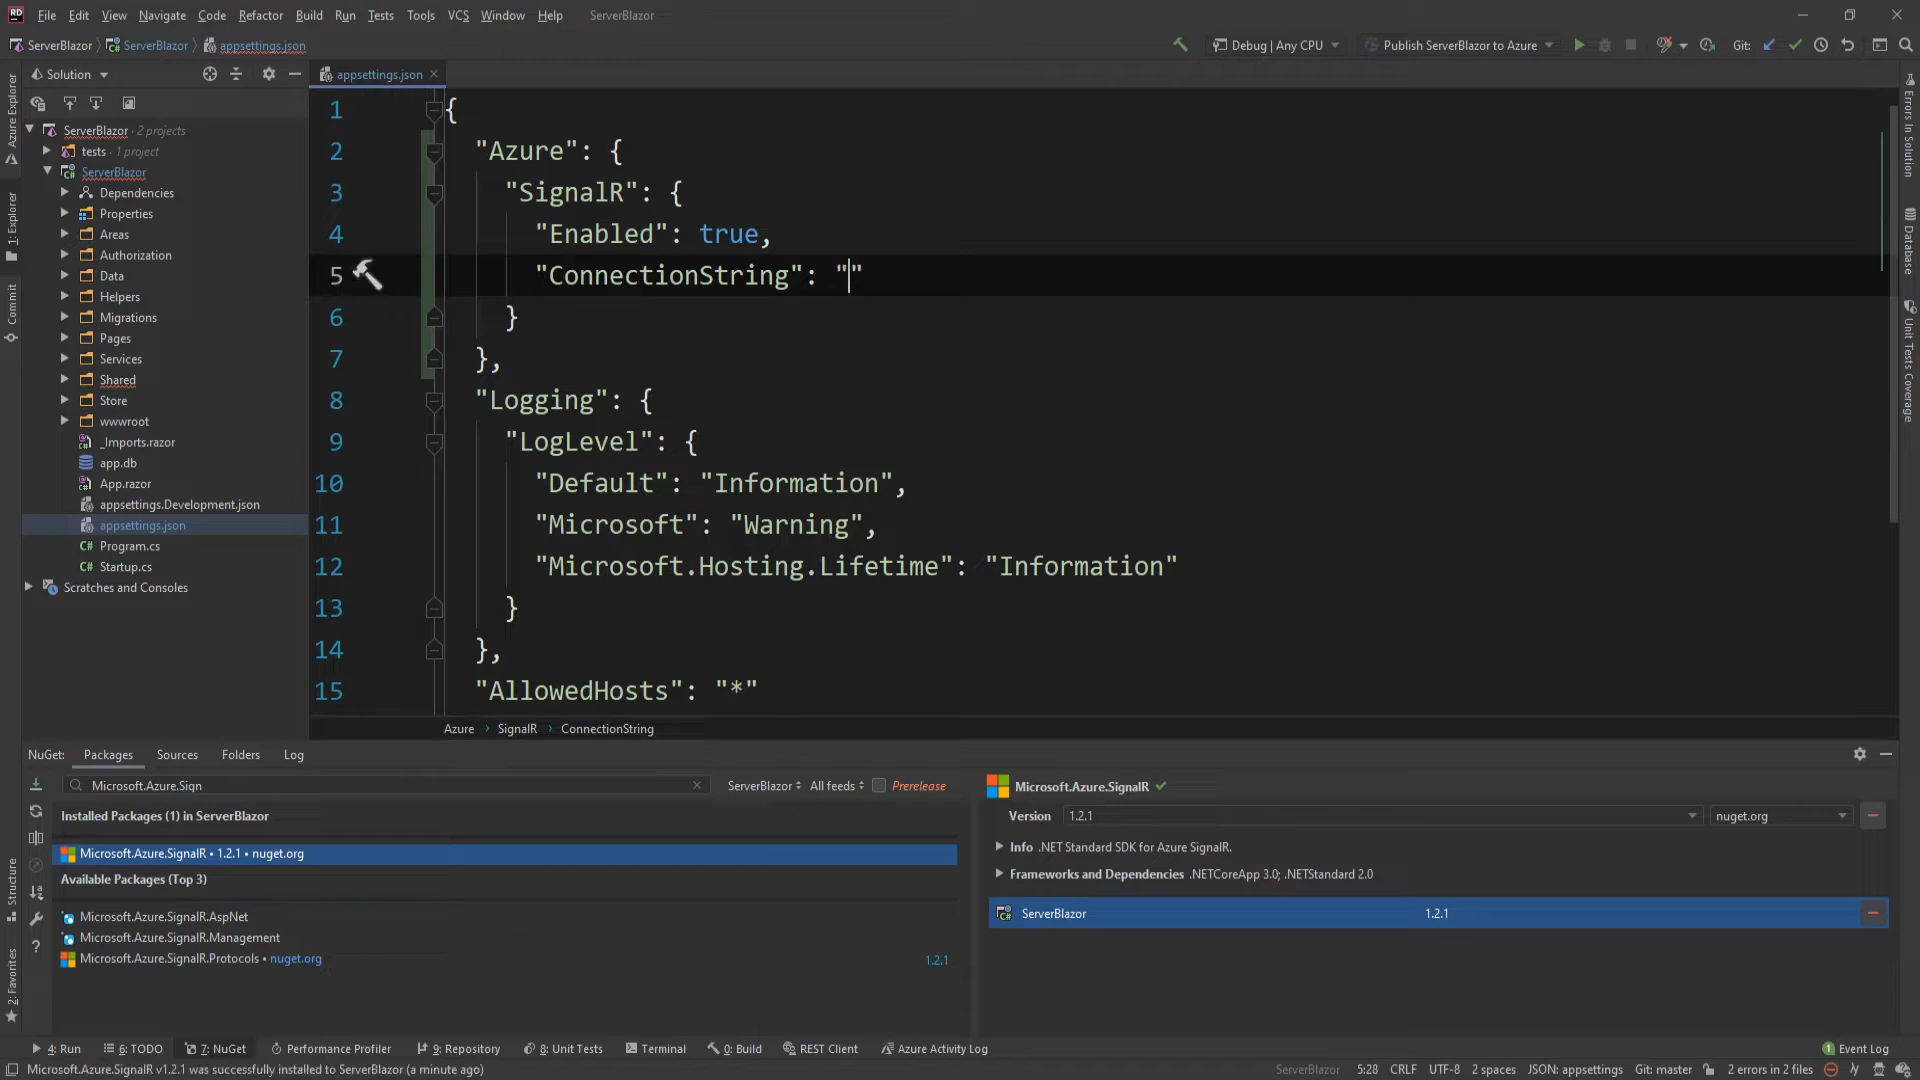 File Edit View Navigate Code Refactor Build Run Tests Tools VCS Window Help ServerBlazor
ServerBlazor ServerBlazor appsettings.json
Debug | Any CPU Publish ServerBlazor to Azure Git:
Solution
appsettings.json
ServerBlazor · 2 projects
tests · 1 project
ServerBlazor
Dependencies
Properties
Areas
Authorization
Data
Helpers
Migrations
Pages
Services
Shared
Store
wwwroot
_Imports.razor
app.db
App.razor
appsettings.Development.json
appsettings.json
Program.cs
Startup.cs
Scratches and Consoles
Azure Explorer
1: Explorer
Commit
Structure
2: Favorites
1 {
2 "Azure": {
3 "SignalR": {
4 "Enabled": true,
5 "ConnectionString": ""
6 }
7 },
8 "Logging": {
9 "LogLevel": {
10 "Default": "Information",
11 "Microsoft": "Warning",
12 "Microsoft.Hosting.Lifetime": "Information"
13 }
14 },
15 "AllowedHosts": "*"
Azure › SignalR › ConnectionString
Errors In Solution
Database
Unit Tests Coverage
NuGet: Packages Sources Folders Log
Microsoft.Azure.Sign
ServerBlazor All feeds Prerelease
Installed Packages (1) in ServerBlazor
Microsoft.Azure.SignalR • 1.2.1 • nuget.org
Available Packages (Top 3)
Microsoft.Azure.SignalR.AspNet
Microsoft.Azure.SignalR.Management
Microsoft.Azure.SignalR.Protocols • nuget.org 1.2.1
Microsoft.Azure.SignalR
Version 1.2.1 nuget.org
Info .NET Standard SDK for Azure SignalR.
Frameworks and Dependencies .NETCoreApp 3.0; .NETStandard 2.0
ServerBlazor 1.2.1
4: Run 6: TODO 7: NuGet Performance Profiler 9: Repository 8: Unit Tests Terminal 0: Build REST Client Azure Activity Log 1 Event Log
Microsoft.Azure.SignalR v1.2.1 was successfully installed to ServerBlazor (a minute ago) ServerBlazor 5:28 CRLF UTF-8 2 spaces JSON: appsettings Git: master 2 errors in 2 files